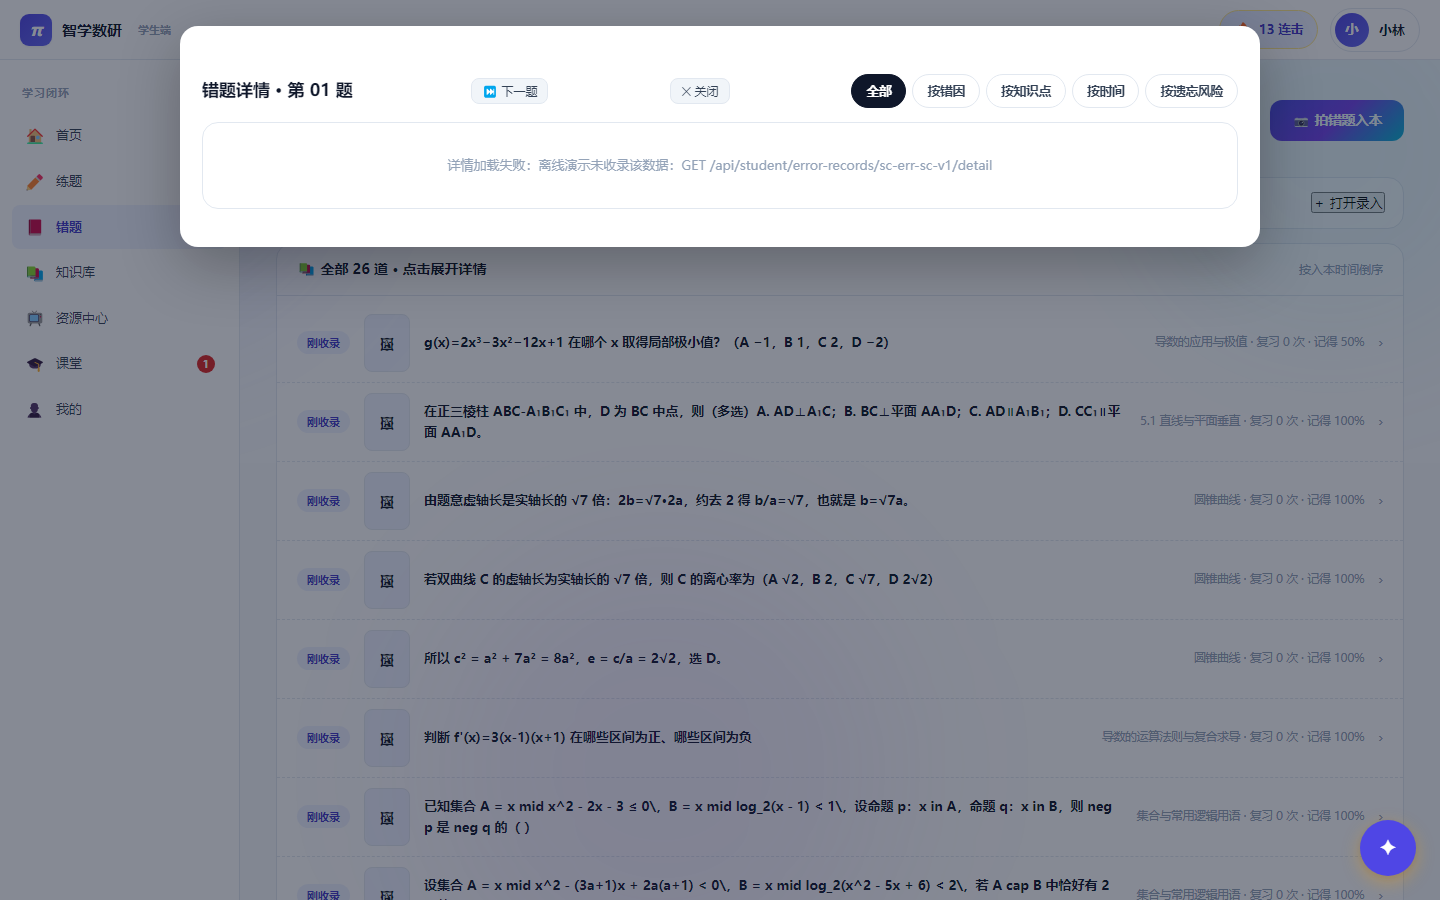 π 智学数研 学生端
13 连击
小 小林
学习闭环
首页
练题
错题
知识库
资源中心
课堂 1
我的
错题详情 • 第 01 题
下一题
× 关闭
全部 按错因 按知识点 按时间 按遗忘风险
详情加载失败：离线演示未收录该数据：GET /api/student/error-records/sc-err-sc-v1/detail
拍错题入本
+ 打开录入
全部 26 道 • 点击展开详情
按入本时间倒序
刚收录 g(x)=2x³−3x²−12x+1 在哪个 x 取得局部极小值？（A −1，B 1，C 2，D −2） 导数的应用与极值 · 复习 0 次 · 记得 50% ›
刚收录 在正三棱柱 ABC-A₁B₁C₁ 中，D 为 BC 中点，则（多选）A. AD⊥A₁C；B. BC⊥平面 AA₁D；C. AD∥A₁B₁；D. CC₁∥平 5.1 直线与平面垂直 · 复习 0 次 · 记得 100% ›
面 AA₁D。
刚收录 由题意虚轴长是实轴长的 √7 倍：2b=√7•2a，约去 2 得 b/a=√7，也就是 b=√7a。 圆锥曲线 · 复习 0 次 · 记得 100% ›
刚收录 若双曲线 C 的虚轴长为实轴长的 √7 倍，则 C 的离心率为（A √2，B 2，C √7，D 2√2） 圆锥曲线 · 复习 0 次 · 记得 100% ›
刚收录 所以 c² = a² + 7a² = 8a²，e = c/a = 2√2，选 D。 圆锥曲线 · 复习 0 次 · 记得 100% ›
刚收录 判断 f'(x)=3(x-1)(x+1) 在哪些区间为正、哪些区间为负 导数的运算法则与复合求导 · 复习 0 次 · 记得 100% ›
刚收录 已知集合 A = x mid x^2 - 2x - 3 ≤ 0\，B = x mid log_2(x - 1) < 1\，设命题 p：x in A，命题 q：x in B，则 neg 集合与常用逻辑用语 · 复习 0 次 · 记得 100% ›
p 是 neg q 的（ ）
刚收录 设集合 A = x mid x^2 - (3a+1)x + 2a(a+1) < 0\，B = x mid log_2(x^2 - 5x + 6) < 2\，若 A cap B 中恰好有 2 集合与常用逻辑用语 · 复习 0 次 · 记得 100% ›